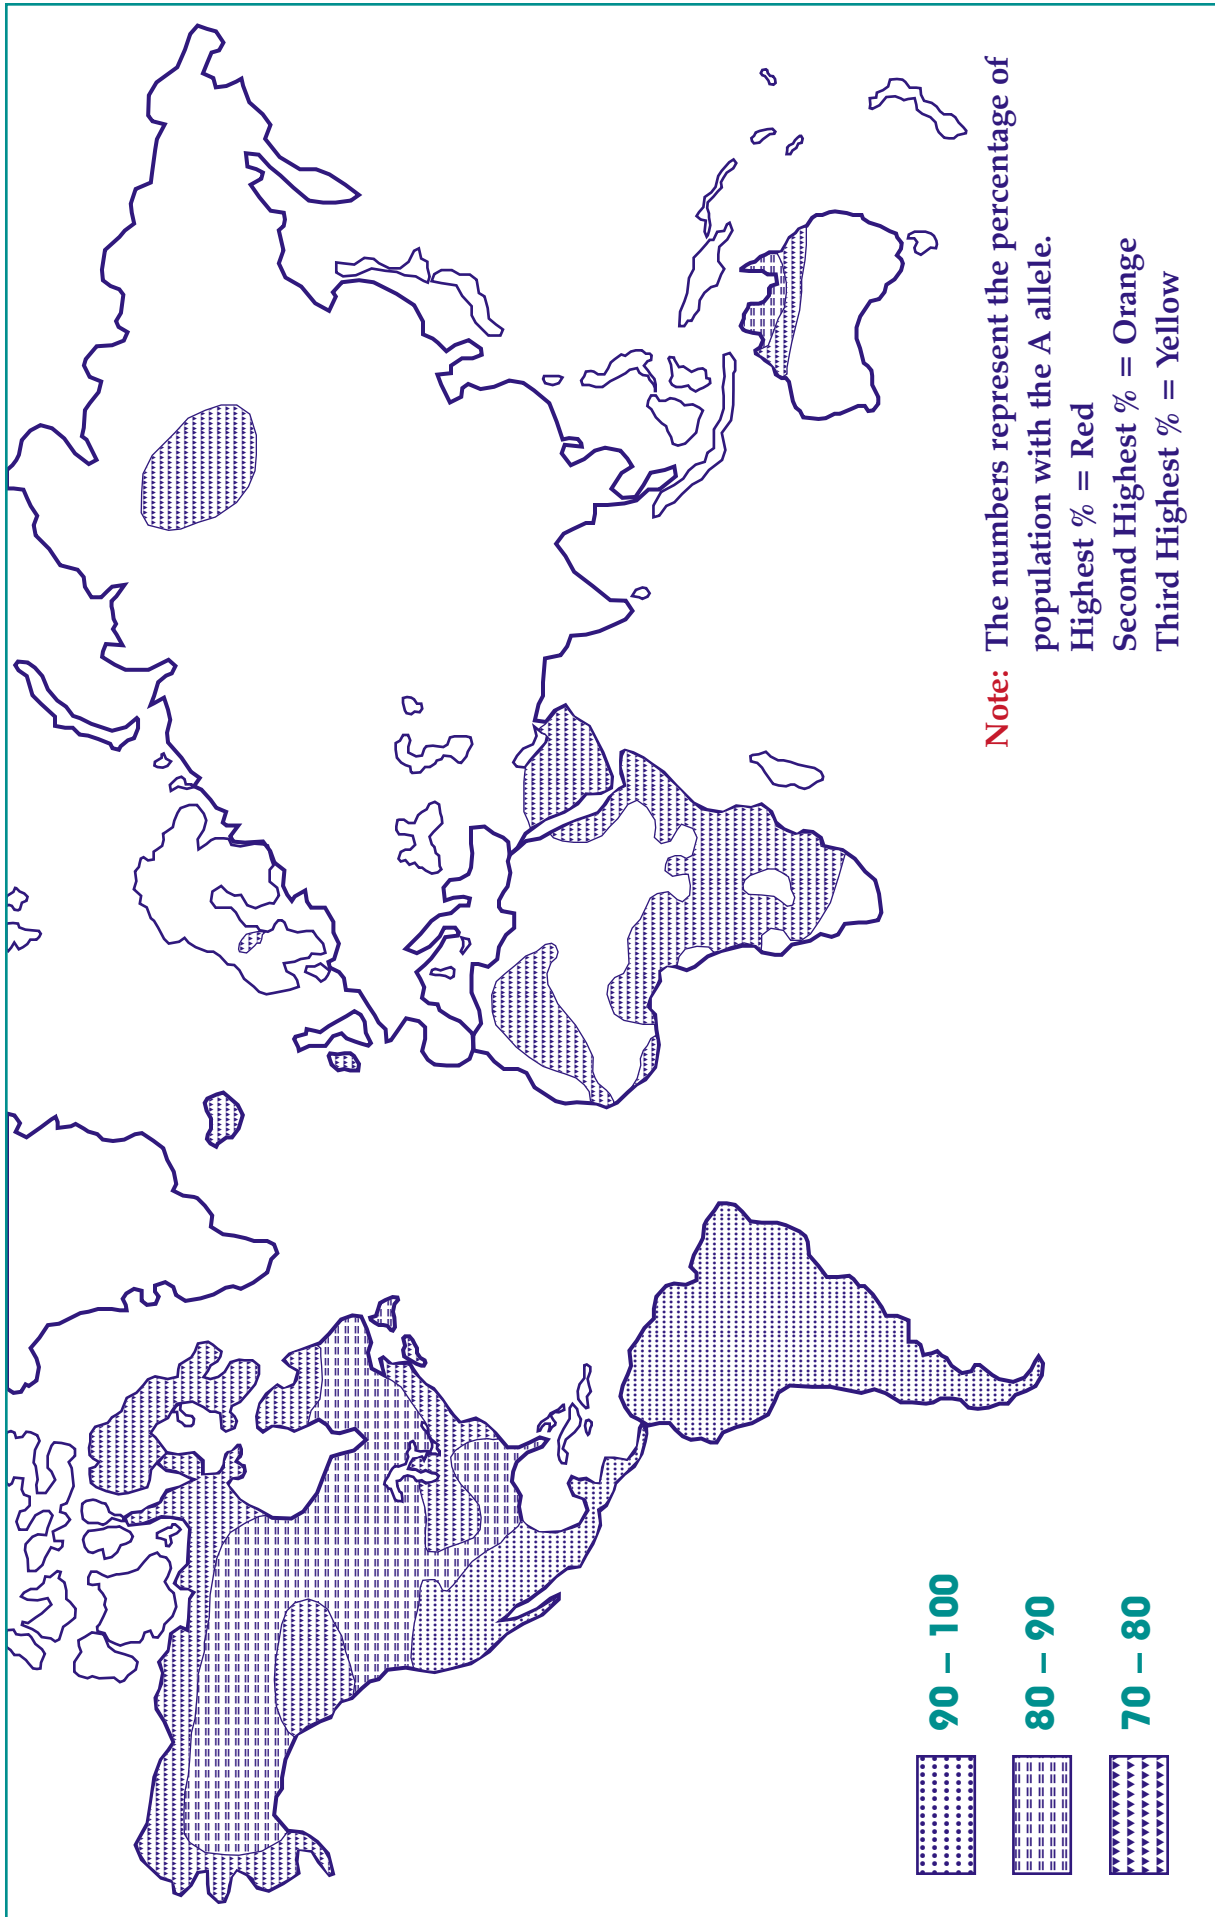 90 – 100
80 – 90
70 – 80
Note: The numbers represent the percentage of
population with the A allele.
Highest % = Red
Second Highest % = Orange
Third Highest % = Yellow